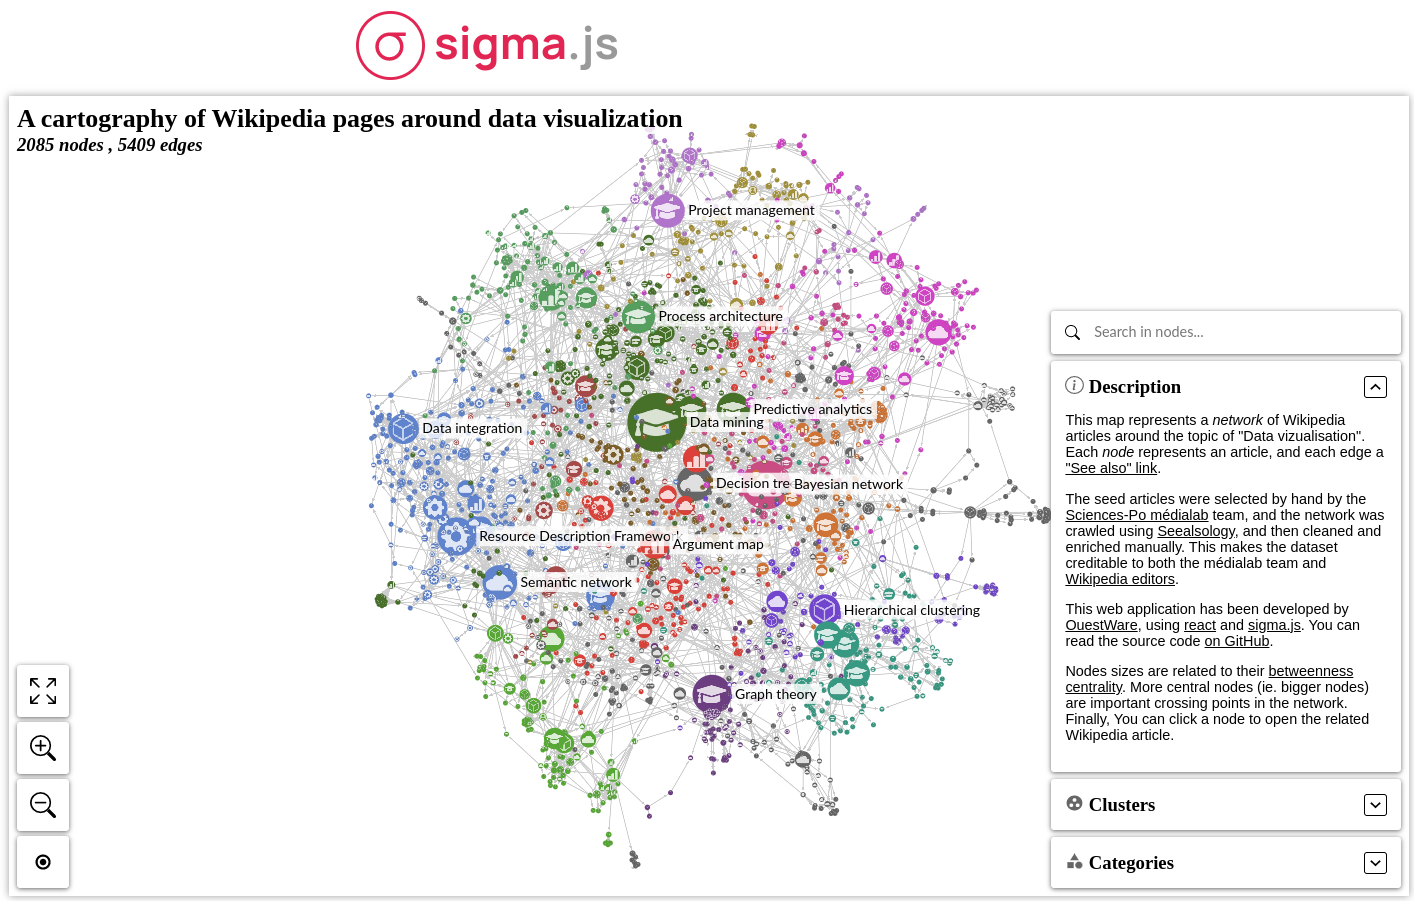 sigma.js
A cartography of Wikipedia pages around data visualization
2085 nodes , 5409 edges
Project management
Process architecture
Predictive analytics
Data mining
Data integration
Decision tre
Bayesian network
Resource Description Framework
Argument map
Semantic network
Hierarchical clustering
Graph theory
Search in nodes...
Description
This map represents a network of Wikipedia
articles around the topic of "Data vizualisation".
Each node represents an article, and each edge a
"See also" link.
The seed articles were selected by hand by the
Sciences-Po médialab team, and the network was
crawled using Seealsology, and then cleaned and
enriched manually. This makes the dataset
creditable to both the médialab team and
Wikipedia editors.
This web application has been developed by
OuestWare, using react and sigma.js. You can
read the source code on GitHub.
Nodes sizes are related to their betweenness
centrality. More central nodes (ie. bigger nodes)
are important crossing points in the network.
Finally, You can click a node to open the related
Wikipedia article.
Clusters
Categories